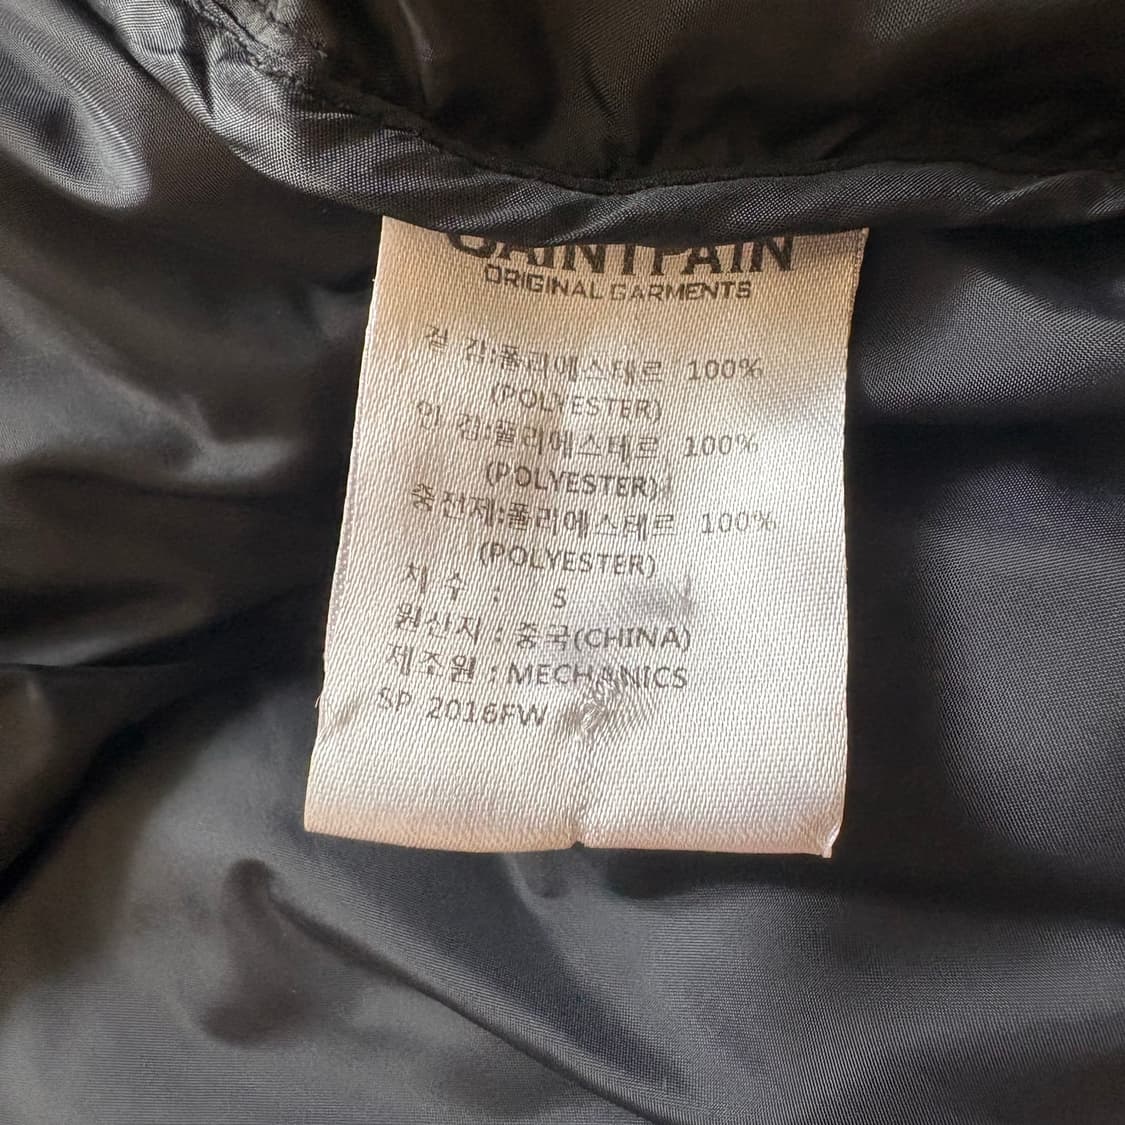 SAINTPAIN
ORIGINAL GARMENTS
겉 감:폴리에스테르 100%
(POLYESTER)
안 감:폴리에스테르 100%
(POLYESTER)
충전재:폴리에스테르 100%
(POLYESTER)
치 수 : S
원산지 : 중국(CHINA)
제조원 : MECHANICS
SP 2016FW